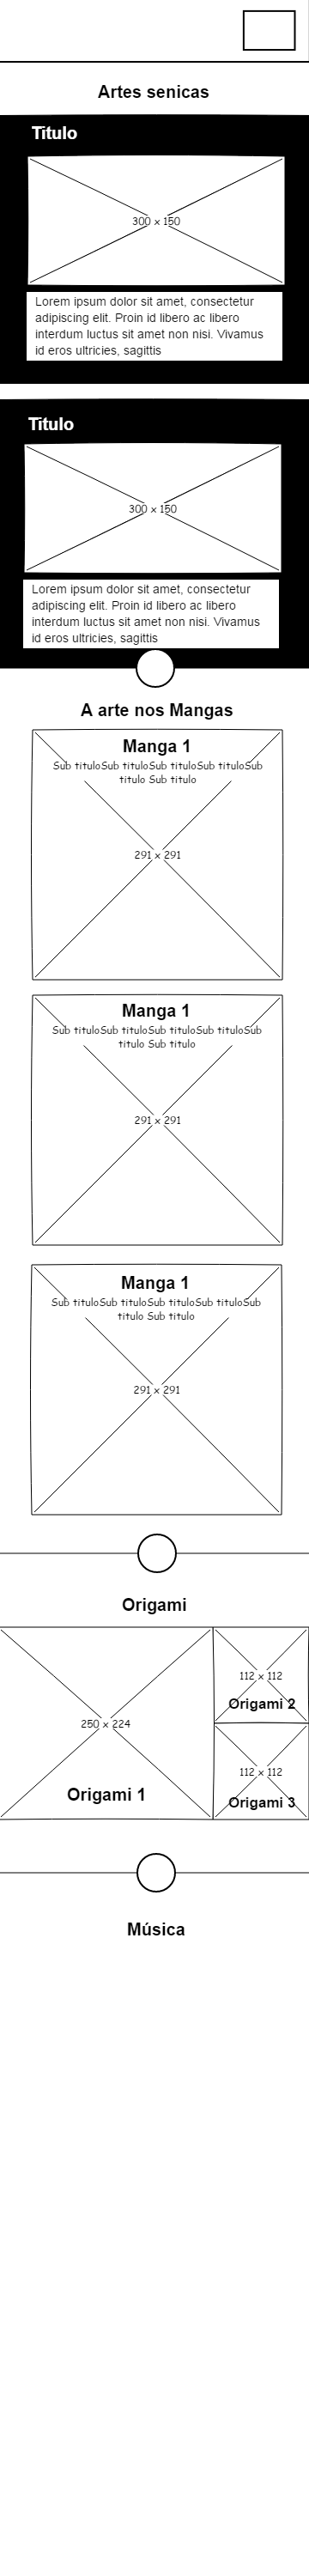 Artes senicas
Titulo
300 x 150
Lorem ipsum dolor sit amet, consectetur
adipiscing elit. Proin id libero ac libero
interdum luctus sit amet non nisi. Vivamus
id eros ultricies, sagittis
Titulo
300 x 150
Lorem ipsum dolor sit amet, consectetur
adipiscing elit. Proin id libero ac libero
interdum luctus sit amet non nisi. Vivamus
id eros ultricies, sagittis
A arte nos Mangas
Manga 1
Sub tituloSub tituloSub tituloSub tituloSub
titulo Sub titulo
291 x 291
Manga 1
Sub tituloSub tituloSub tituloSub tituloSub
titulo Sub titulo
291 x 291
Manga 1
Sub tituloSub tituloSub tituloSub tituloSub
titulo Sub titulo
291 x 291
Origami
250 x 224
Origami 1
112 x 112
Origami 2
112 x 112
Origami 3
Música